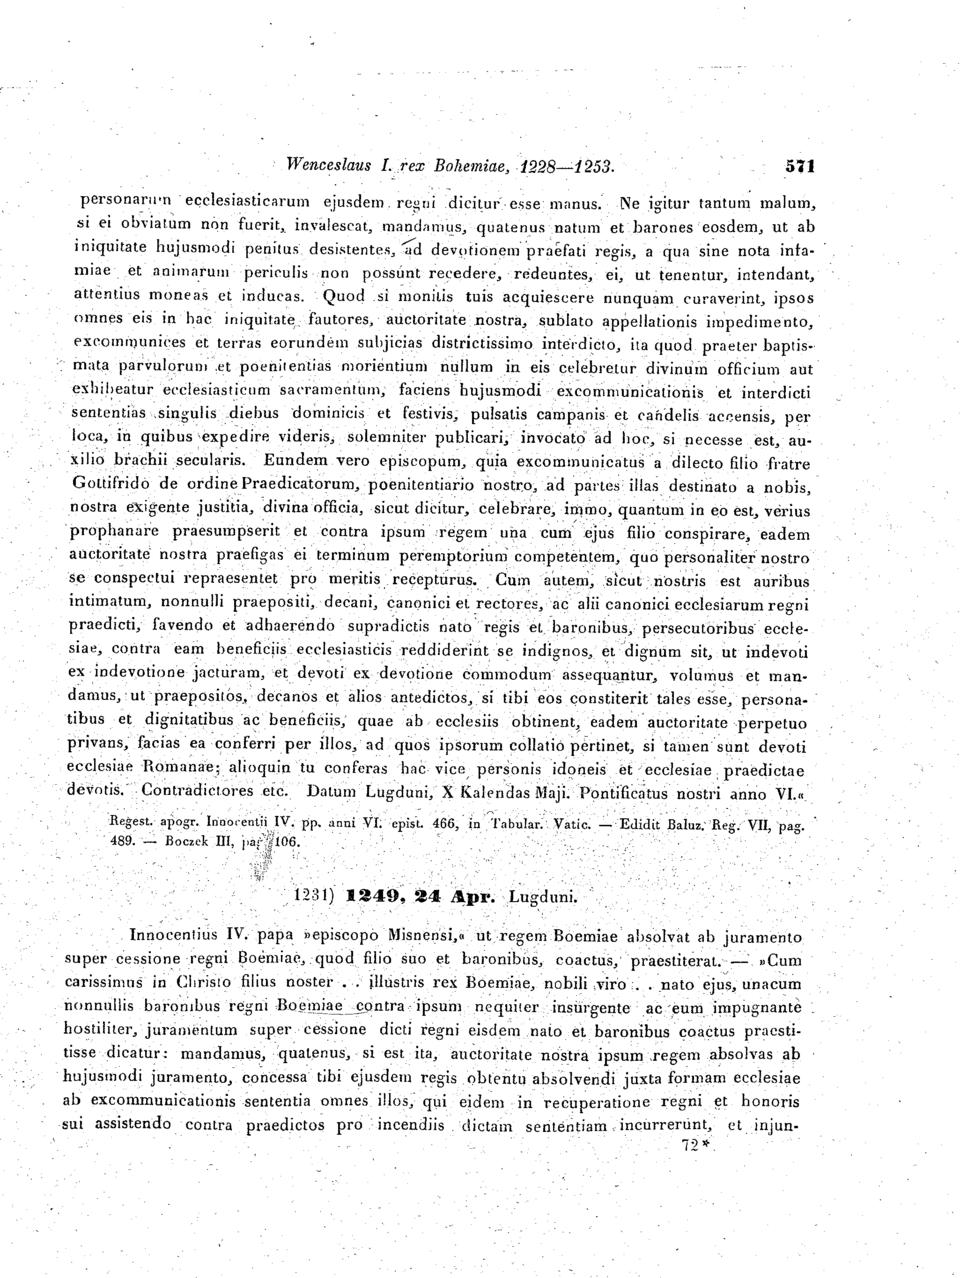 Wenceslaus I. rex Bohemiae, 1228—1253. 571
personarum ecclesiasticarum ejusdem regni dicitur esse manus. Ne igitur tantum malum,
si ei obviatum non fuerit, invalescat, mandamus, quatenus natum et barones eosdem, ut ab
iniquitate hujusmodi penitus desistentes, ad devotionem praefati regis, a qua sine nota infa-
miae et animarum periculis non possunt recedere, redeuntes, ei, ut tenentur, intendant,
attentius moneas et inducas. Quod si monitis tuis acquiescere nunquam curaverint, ipsos
omnes eis in hac iniquitate fautores, auctoritate nostra, sublato appellationis impedimento,
excommunices et terras eorundem subjicias districtissimo interdicto, ita quod praeter baptis-
mata parvulorum et poenitentias morientium nullum in eis celebretur divinum officium aut
exhibeatur ecclesiasticum sacramentum, faciens hujusmodi excommunicationis et interdicti
sententias singulis diebus dominicis et festivis, pulsatis campanis et candelis accensis, per
loca, in quibus expedire videris, solemniter publicari, invocato ad hoc, si necesse est, au-
xilio brachii secularis. Eundem vero episcopum, quia excommunicatus a dilecto filio fratre
Gottifrido de ordine Praedicatorum, poenitentiario nostro, ad partes illas destinato a nobis,
nostra exigente justitia, divina officia, sicut dicitur, celebrare, immo, quantum in eo est, verius
prophanare praesumpserit et contra ipsum regem una cum ejus filio conspirare, eadem
auctoritate nostra praefigas ei terminum peremptorium competentem, quo personaliter nostro
se conspectui repraesentet pro meritis recepturus. Cum autem, sicut nostris est auribus
intimatum, nonnulli praepositi, decani, canonici et rectores, ac alii canonici ecclesiarum regni
praedicti, favendo et adhaerendo supradictis nato regis et baronibus, persecutoribus eccle-
siae, contra eam beneficiis ecclesiasticis reddiderint se indignos, et dignum sit, ut indevoti
ex indevotione jacturam, et devoti ex devotione commodum assequantur, volumus et man-
damus, ut praepositos, decanos et alios antedictos, si tibi eos constiterit tales esse, persona-
tibus et dignitatibus ac beneficiis, quae ab ecclesiis obtinent, eadem auctoritate perpetuo
privans, facias ea conferri per illos, ad quos ipsorum collatio pertinet, si tamen sunt devoti
ecclesiae Romanae; alioquin tu conferas hac vice personis idoneis et ecclesiae praedictae
devotis. Contradictores etc. Datum Lugduni, X Kalendas Maji. Pontificatus nostri anno VI.«
Regest. apogr. Innocentii IV. pp. anni VI. epist. 466, in Tabular. Vatic. — Edidit Baluz. Reg. VII, pag.
489. — Boczek III, pag. 106.
1231) 1249, 24 Apr. Lugduni.
Innocentius IV. papa »episcopo Misnensi,« ut regem Boemiae absolvat ab juramento
super cessione regni Boemiae, quod filio suo et baronibus, coactus, praestiterat. — »Cum
carissimus in Christo filius noster . . illustris rex Boemiae, nobili viro . . nato ejus, unacum
nonnullis baronibus regni Boemiae contra ipsum nequiter insurgente ac eum impugnante
hostiliter, juramentum super cessione dicti regni eisdem nato et baronibus coactus praesti-
tisse dicatur: mandamus, quatenus, si est ita, auctoritate nostra ipsum regem absolvas ab
hujusmodi juramento, concessa tibi ejusdem regis obtentu absolvendi juxta formam ecclesiae
ab excommunicationis sententia omnes illos, qui eidem in recuperatione regni et honoris
sui assistendo contra praedictos pro incendiis dictam sententiam incurrerunt, et injun-
72*